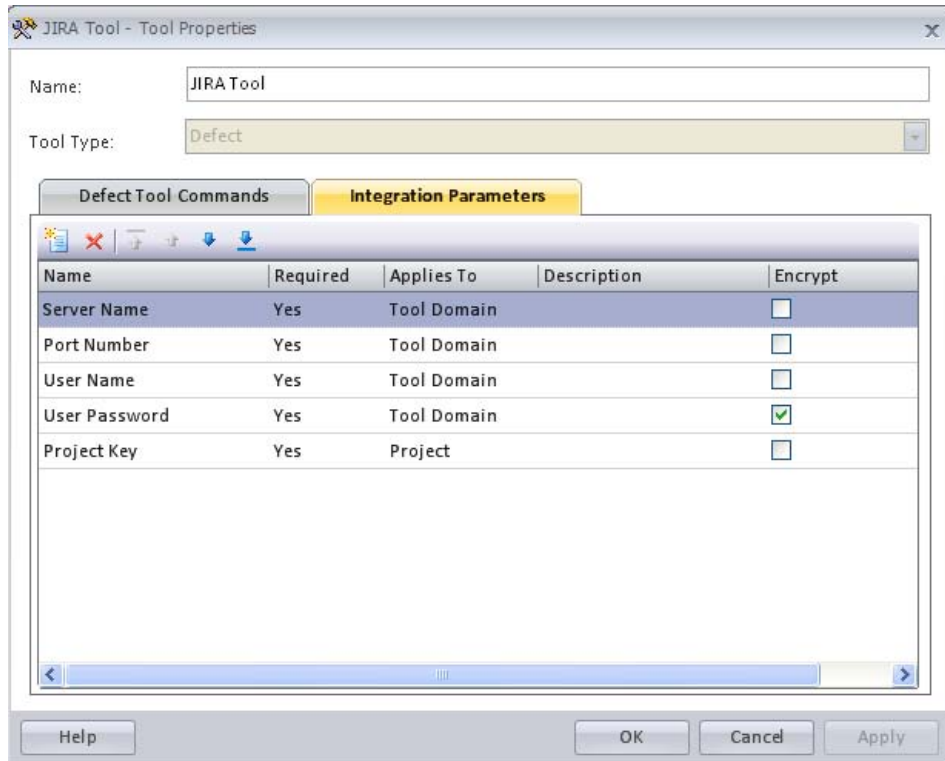 JIRA Tool - Tool Properties
Name: JIRA Tool
Tool Type: Defect
Defect Tool Commands Integration Parameters
Name Required Applies To Description Encrypt
Server Name Yes Tool Domain
Port Number Yes Tool Domain
User Name Yes Tool Domain
User Password Yes Tool Domain
Project Key Yes Project
Help OK Cancel Apply